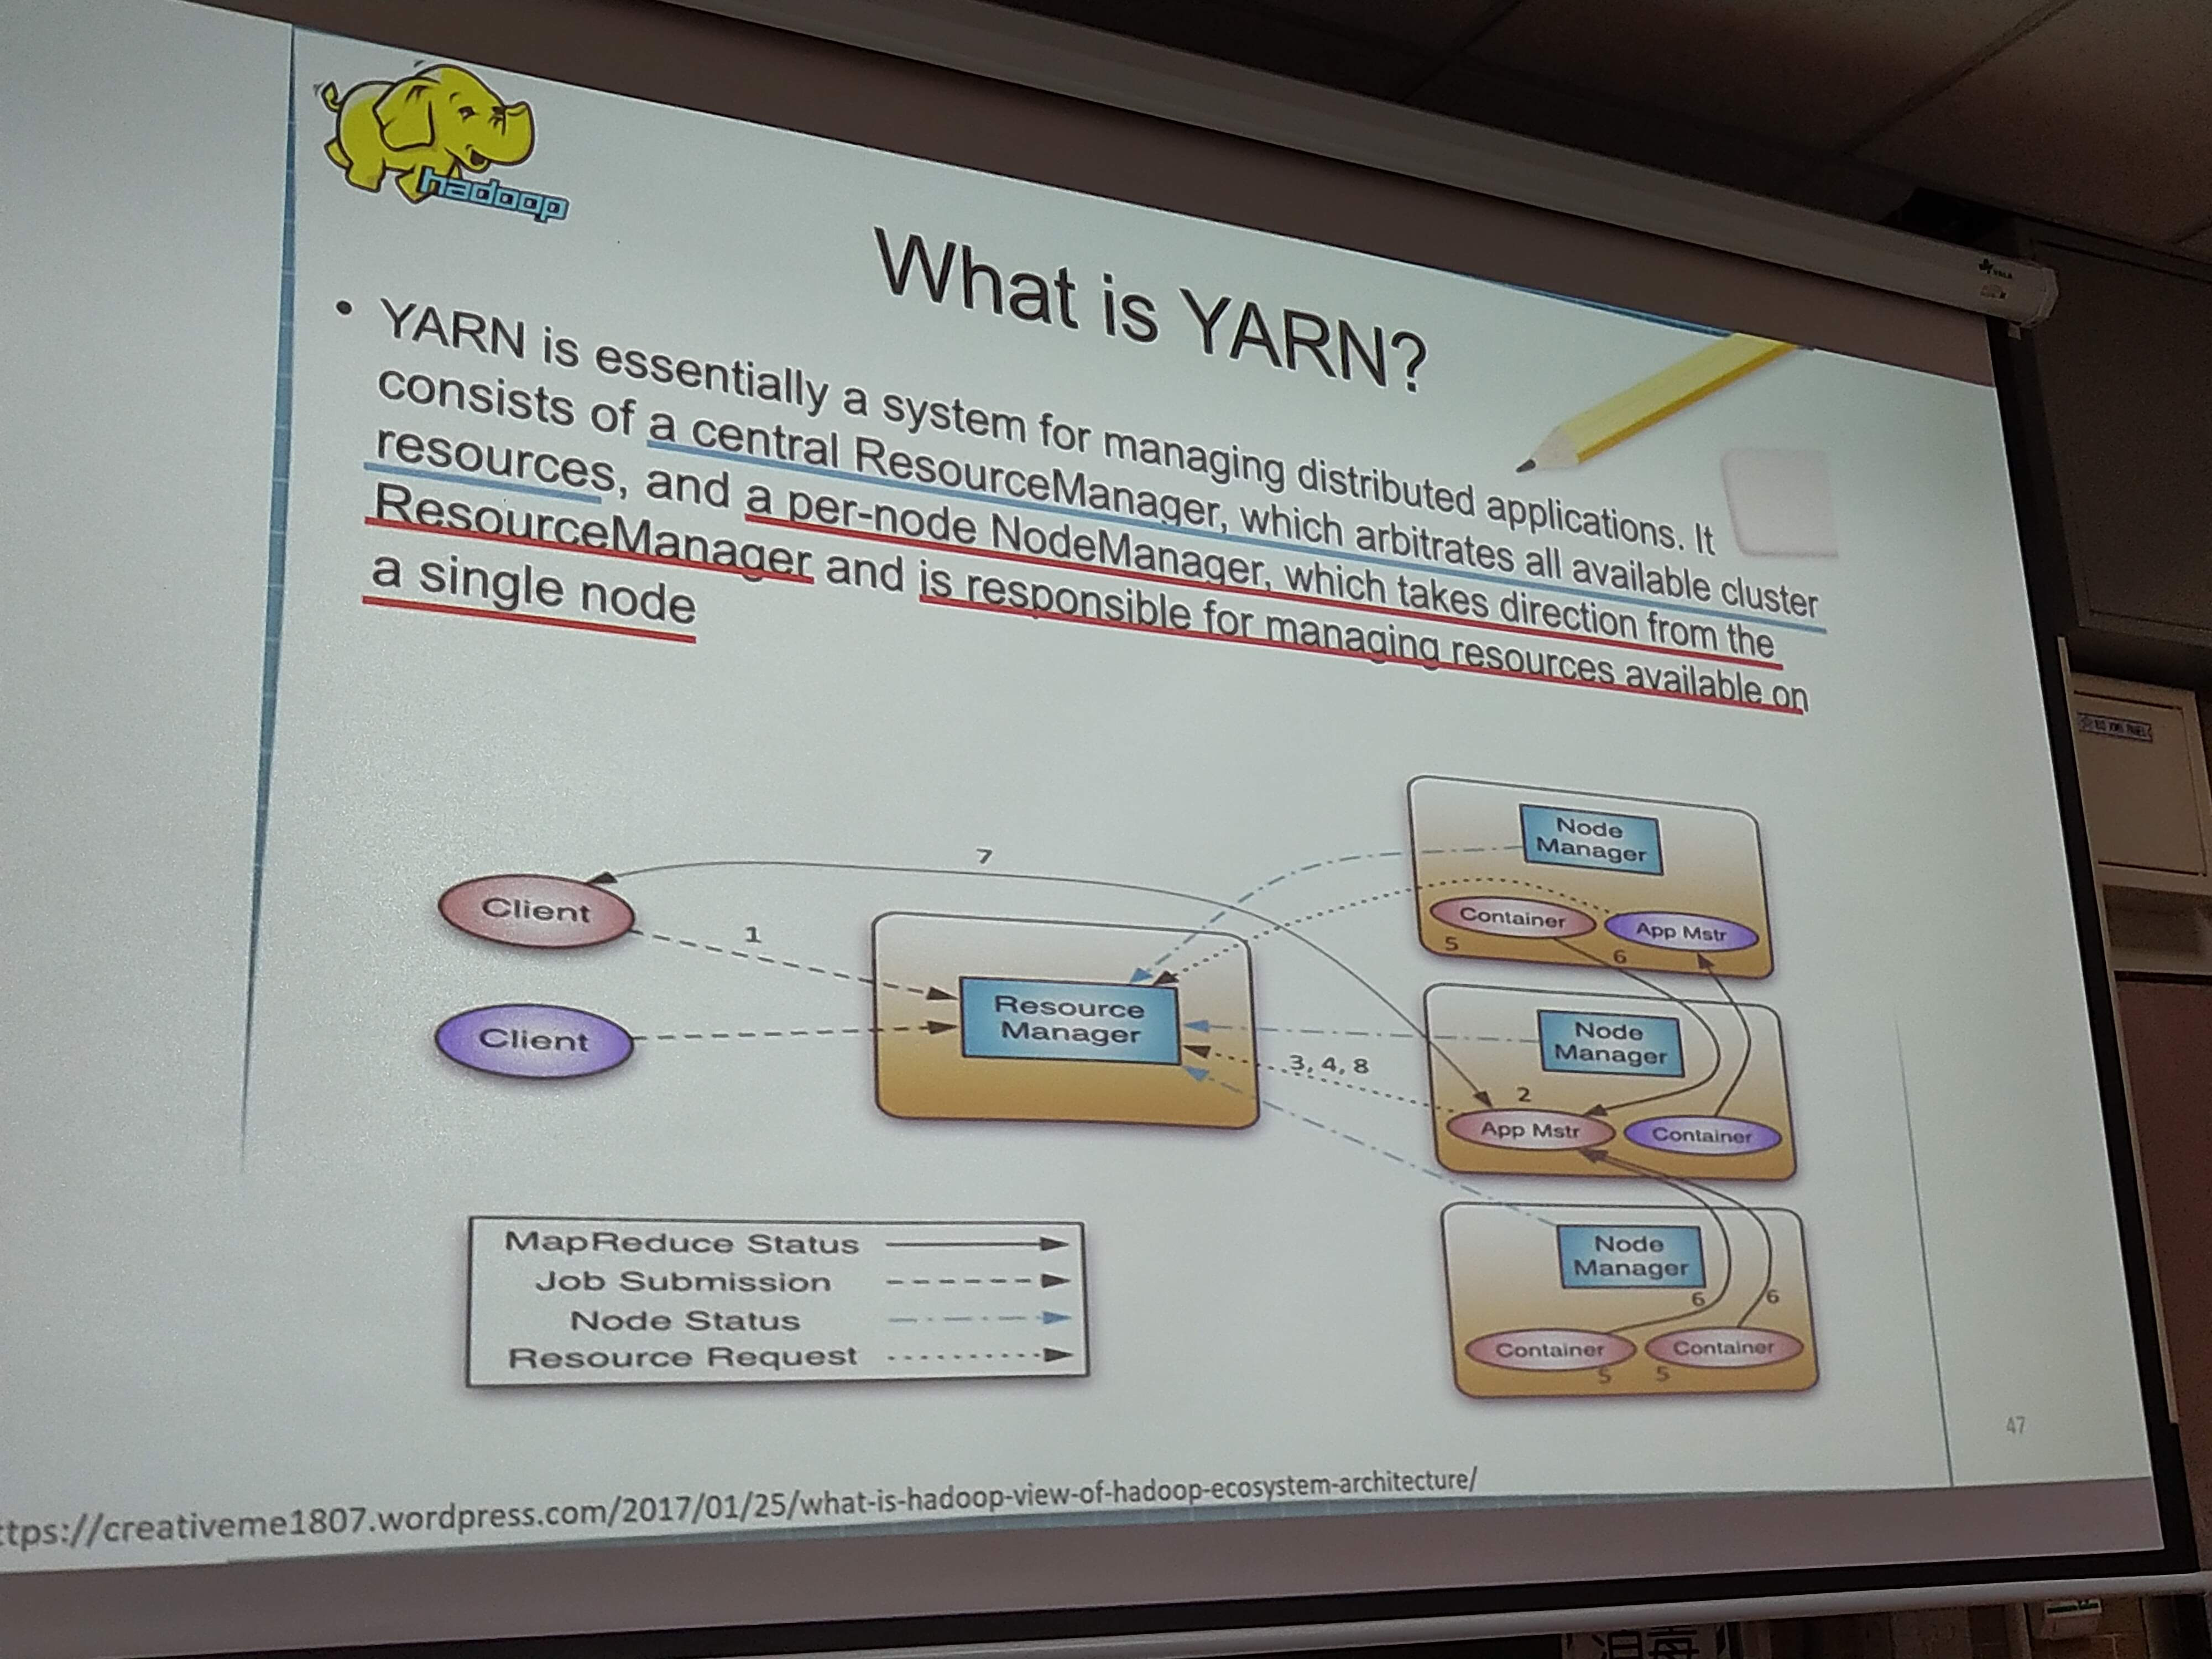 hadoop
What is YARN?
• YARN is essentially a system for managing distributed applications. It
consists of a central ResourceManager, which arbitrates all available cluster
resources, and a per-node NodeManager, which takes direction from the
ResourceManager and is responsible for managing resources available on
a single node
Node
Manager
Container
App Mstr
5
6
7
Client
1
Client
Resource
Manager
3, 4, 8
Node
Manager
2
App Mstr
Container
Node
Manager
6
6
Container
Container
5
5
MapReduce Status
Job Submission
Node Status
Resource Request
47
tps://creativeme1807.wordpress.com/2017/01/25/what-is-hadoop-view-of-hadoop-ecosystem-architecture/